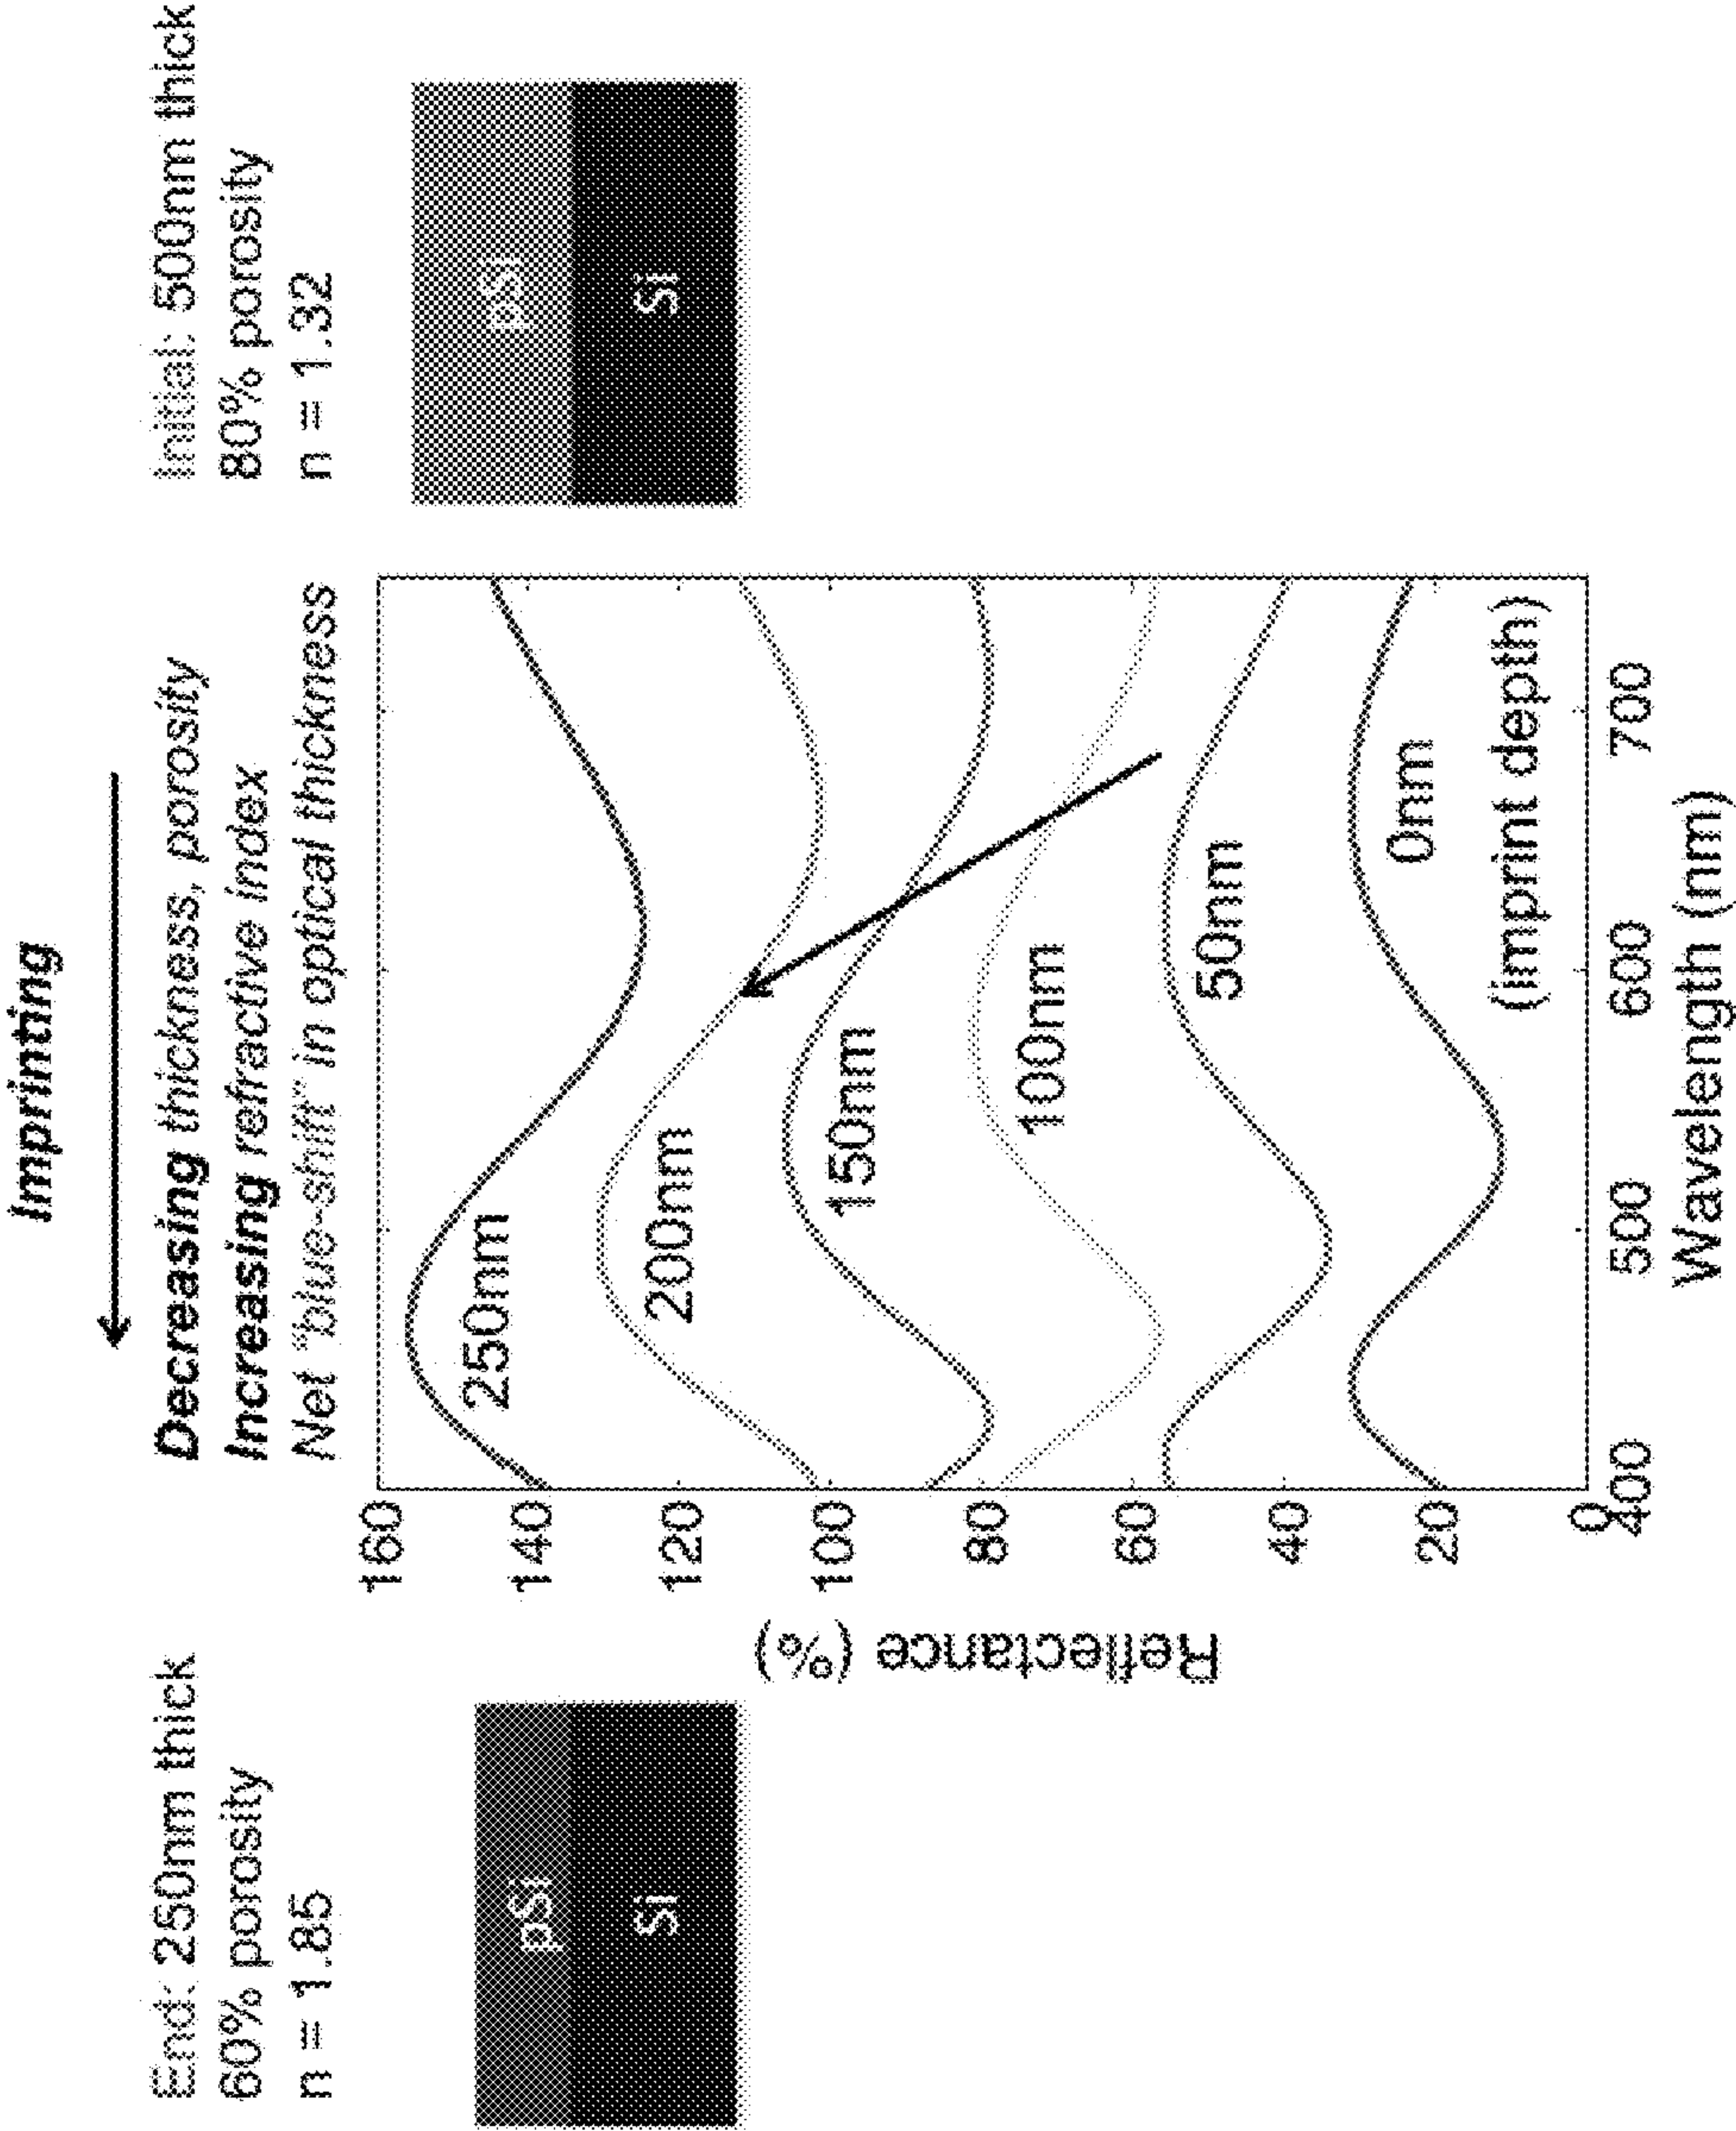 Imprinting
Decreasing thickness, porosity
Increasing refractive index
Net "blue-shift" in optical thickness
End: 250nm thick
60% porosity
n = 1.85
pSi
Si
Initial: 500nm thick
80% porosity
n = 1.32
pSi
Si
Reflectance (%)
160
140
120
100
80
60
40
20
0
250nm
200nm
150nm
100nm
50nm
0nm
(imprint depth)
400
500
600
700
Wavelength (nm)